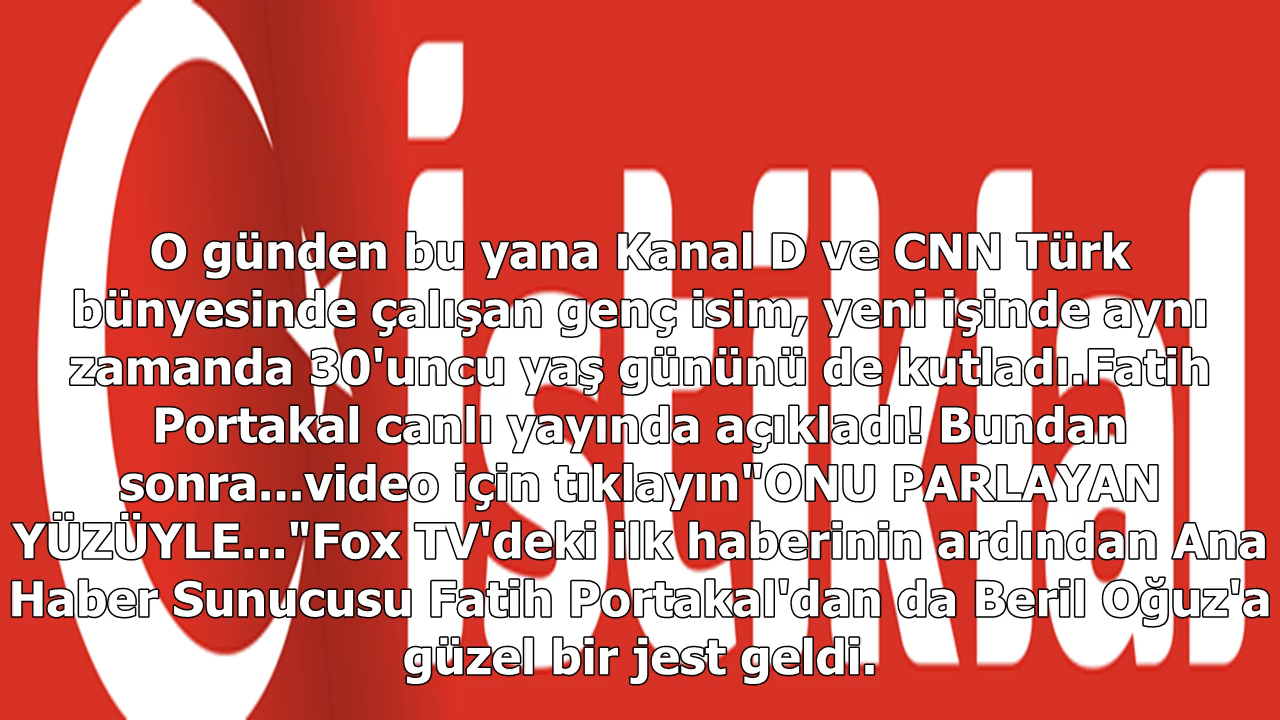 istiklal
O günden bu yana Kanal D ve CNN Türk
bünyesinde çalışan genç isim, yeni işinde aynı
zamanda 30'uncu yaş gününü de kutladı.Fatih
Portakal canlı yayında açıkladı! Bundan
sonra...video için tıklayın"ONU PARLAYAN
YÜZÜYLE..."Fox TV'deki ilk haberinin ardından Ana
Haber Sunucusu Fatih Portakal'dan da Beril Oğuz'a
güzel bir jest geldi.